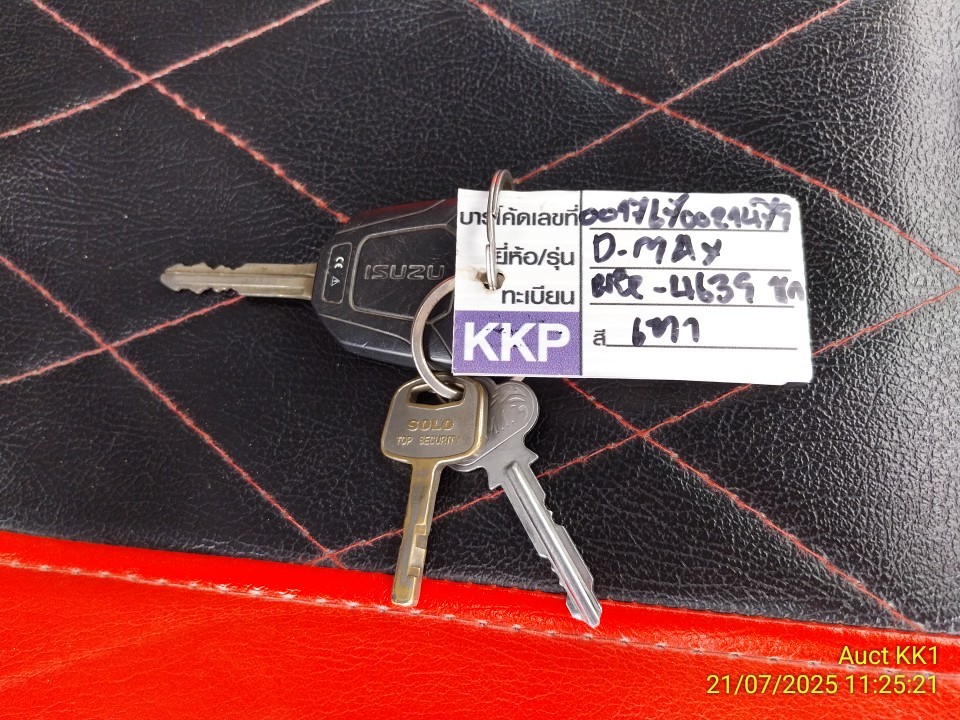 ISUZU
บาร์โค้ดเลขที่
ยี่ห้อ/รุ่น D-MAX
ทะเบียน -4639
KKP สี เทา
SOLO
TOP SECURITY
Auct KK1
21/07/2025 11:25:21